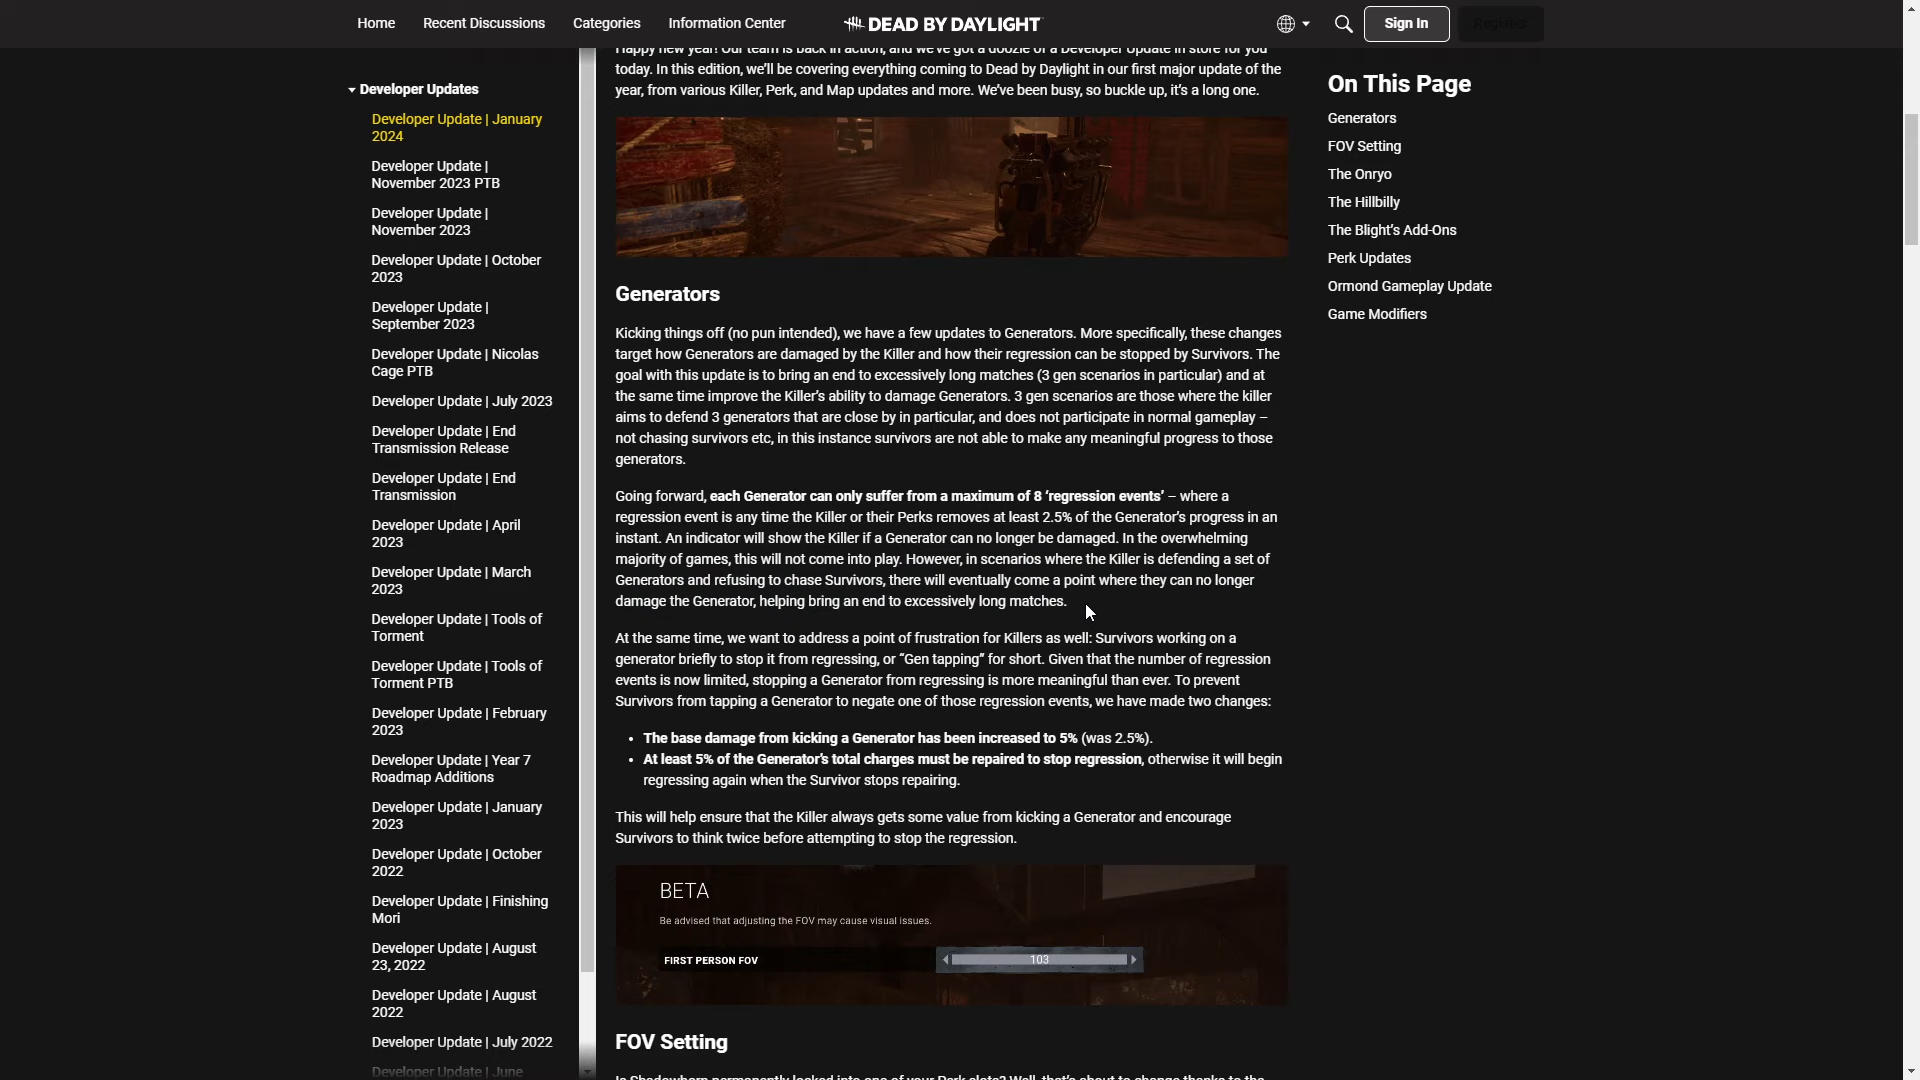 Home
Recent Discussions
Categories
Information Center
DEAD BY DAYLIGHT
Sign In
Register
Developer Updates
Developer Update | January
2024
Developer Update |
November 2023 PTB
Developer Update |
November 2023
Developer Update | October
2023
Developer Update |
September 2023
Developer Update | Nicolas
Cage PTB
Developer Update | July 2023
Developer Update | End
Transmission Release
Developer Update | End
Transmission
Developer Update | April
2023
Developer Update | March
2023
Developer Update | Tools of
Torment
Developer Update | Tools of
Torment PTB
Developer Update | February
2023
Developer Update | Year 7
Roadmap Additions
Developer Update | January
2023
Developer Update | October
2022
Developer Update | Finishing
Mori
Developer Update | August
23, 2022
Developer Update | August
2022
Developer Update | July 2022
Developer Update | June
Happy new year! Our team is back in action, and we've got a doozie of a Developer Update in store for you
today. In this edition, we'll be covering everything coming to Dead by Daylight in our first major update of the
year, from various Killer, Perk, and Map updates and more. We've been busy, so buckle up, it's a long one.
Generators
Kicking things off (no pun intended), we have a few updates to Generators. More specifically, these changes
target how Generators are damaged by the Killer and how their regression can be stopped by Survivors. The
goal with this update is to bring an end to excessively long matches (3 gen scenarios in particular) and at
the same time improve the Killer's ability to damage Generators. 3 gen scenarios are those where the killer
aims to defend 3 generators that are close by in particular, and does not participate in normal gameplay –
not chasing survivors etc, in this instance survivors are not able to make any meaningful progress to those
generators.
Going forward, each Generator can only suffer from a maximum of 8 'regression events' – where a
regression event is any time the Killer or their Perks removes at least 2.5% of the Generator's progress in an
instant. An indicator will show the Killer if a Generator can no longer be damaged. In the overwhelming
majority of games, this will not come into play. However, in scenarios where the Killer is defending a set of
Generators and refusing to chase Survivors, there will eventually come a point where they can no longer
damage the Generator, helping bring an end to excessively long matches.
At the same time, we want to address a point of frustration for Killers as well: Survivors working on a
generator briefly to stop it from regressing, or “Gen tapping” for short. Given that the number of regression
events is now limited, stopping a Generator from regressing is more meaningful than ever. To prevent
Survivors from tapping a Generator to negate one of those regression events, we have made two changes:
• The base damage from kicking a Generator has been increased to 5% (was 2.5%).
• At least 5% of the Generator's total charges must be repaired to stop regression, otherwise it will begin
regressing again when the Survivor stops repairing.
This will help ensure that the Killer always gets some value from kicking a Generator and encourage
Survivors to think twice before attempting to stop the regression.
BETA
Be advised that adjusting the FOV may cause visual issues.
FIRST PERSON FOV
103
FOV Setting
Is Shadowborn permanently locked into one of your Perk slots? Well, that's about to change thanks to the
On This Page
Generators
FOV Setting
The Onryo
The Hillbilly
The Blight's Add-Ons
Perk Updates
Ormond Gameplay Update
Game Modifiers